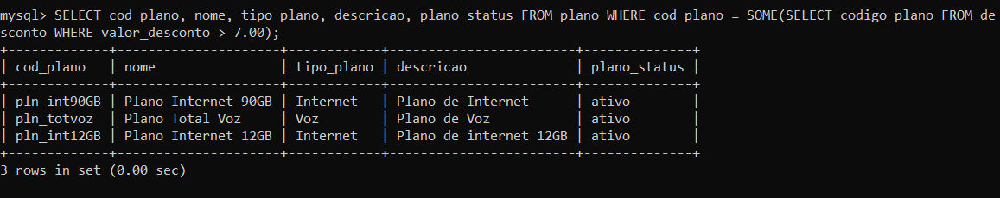 mysql> SELECT cod_plano, nome, tipo_plano, descricao, plano_status FROM plano WHERE cod_plano = SOME(SELECT codigo_plano FROM de
sconto WHERE valor_desconto > 7.00);
+-------------+---------------------+------------+------------------------+--------------+
| cod_plano   | nome                | tipo_plano | descricao              | plano_status |
+-------------+---------------------+------------+------------------------+--------------+
| pln_int90GB | Plano Internet 90GB | Internet   | Plano de Internet      | ativo        |
| pln_totvoz  | Plano Total Voz     | Voz        | Plano de Voz           | ativo        |
| pln_int12GB | Plano Internet 12GB | Internet   | Plano de internet 12GB | ativo        |
+-------------+---------------------+------------+------------------------+--------------+
3 rows in set (0.00 sec)